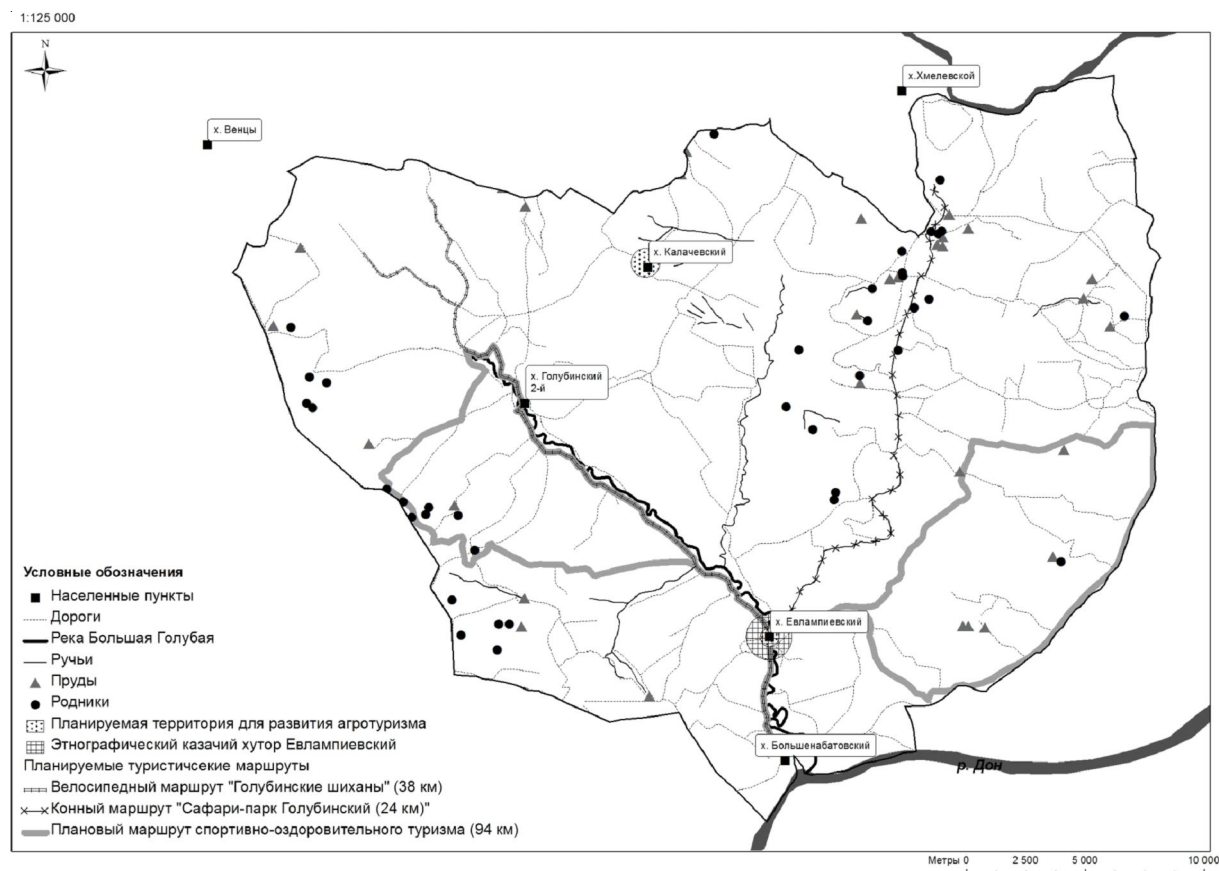 1:125 000
N
х.Хмелевской
х. Венцы
х. Калачевский
х. Голубинский
2-й
х. Евлампиевский
х. Большенабатовский
р. Дон
Условные обозначения
Населенные пункты
Дороги
Река Большая Голубая
Ручьи
Пруды
Родники
Планируемая территория для развития агротуризма
Этнографический казачий хутор Евлампиевский
Планируемые туристичсекие маршруты
Велосипедный маршрут "Голубинские шиханы" (38 км)
Конный маршрут "Сафари-парк Голубинский (24 км)"
Плановый маршрут спортивно-оздоровительного туризма (94 км)
Метры 0 2 500 5 000 10 000